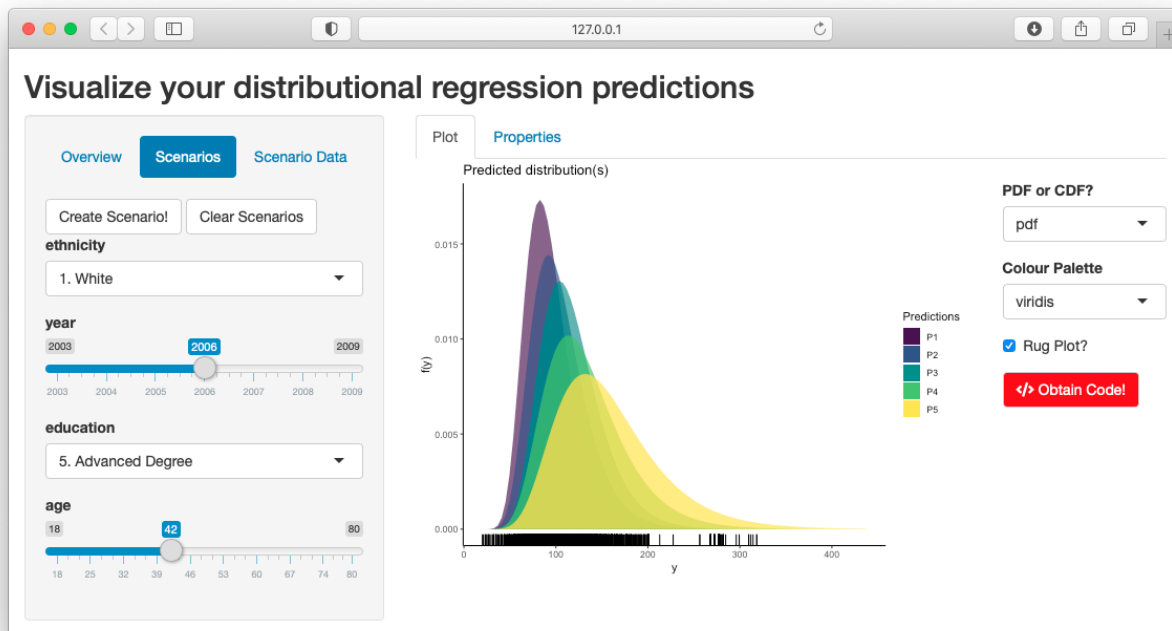 127.0.0.1
Visualize your distributional regression predictions
Overview
Scenarios
Scenario Data
Create Scenario!
Clear Scenarios
ethnicity
1. White
year
2003
2006
2009
2003 2004 2005 2006 2007 2008 2009
education
5. Advanced Degree
age
18
42
80
18 25 32 39 46 53 60 67 74 80
Plot
Properties
Predicted distribution(s)
f(y)
0.015
0.010
0.005
0.000
0 100 200 300 400
y
Predictions
P1
P2
P3
P4
P5
PDF or CDF?
pdf
Colour Palette
viridis
Rug Plot?
</> Obtain Code!